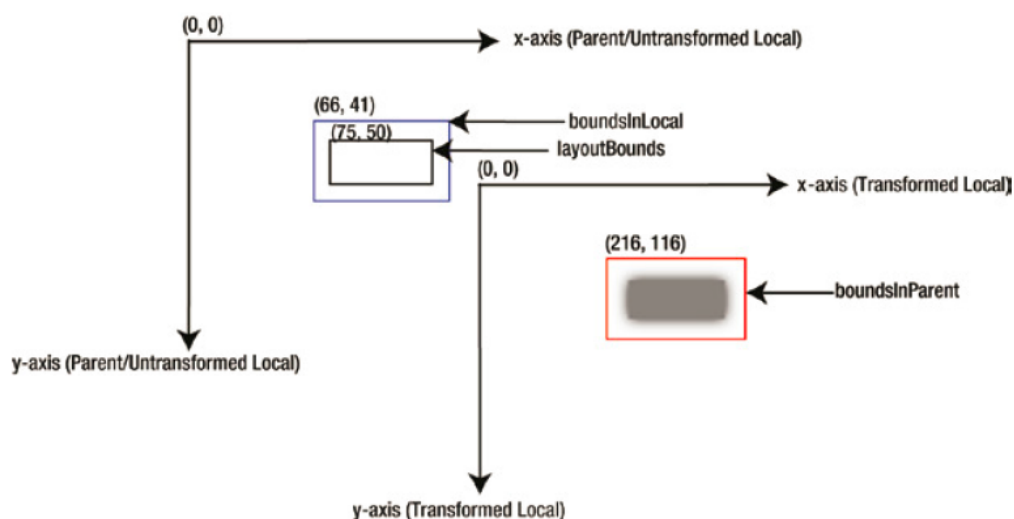 (0, 0)
x-axis (Parent/Untransformed Local)
(66, 41)
boundsInLocal
(75, 50)
layoutBounds
(0, 0)
x-axis (Transformed Local)
(216, 116)
boundsInParent
y-axis (Parent/Untransformed Local)
y-axis (Transformed Local)